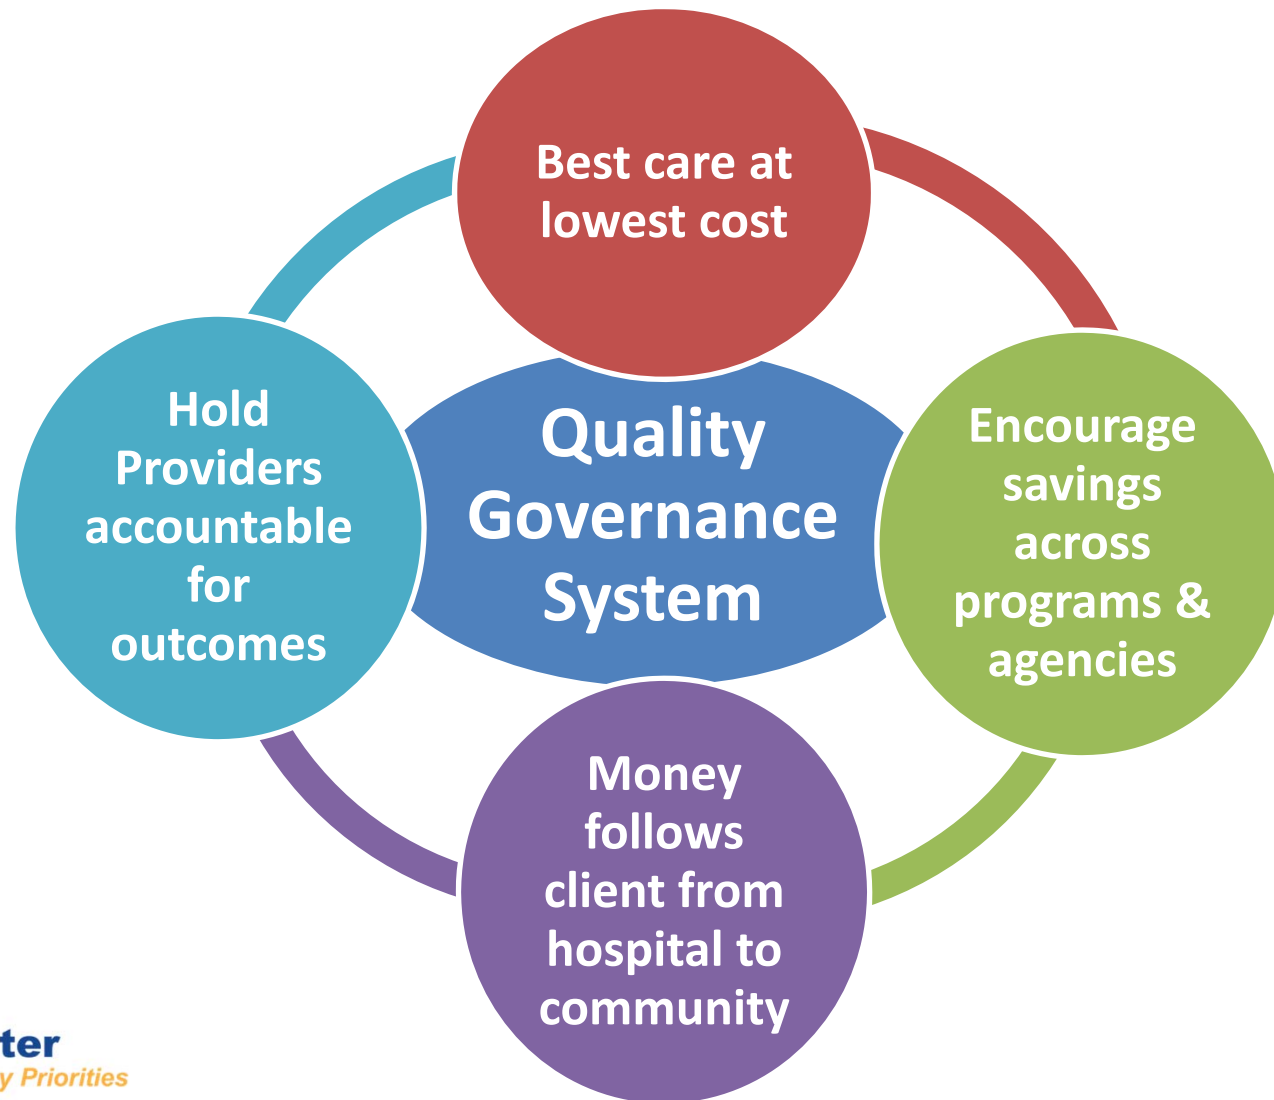 Best care at
lowest cost
Hold
Providers
accountable
for
outcomes
Quality
Governance
System
Encourage
savings
across
programs &
agencies
Money
follows
client from
hospital to
community
Priorities